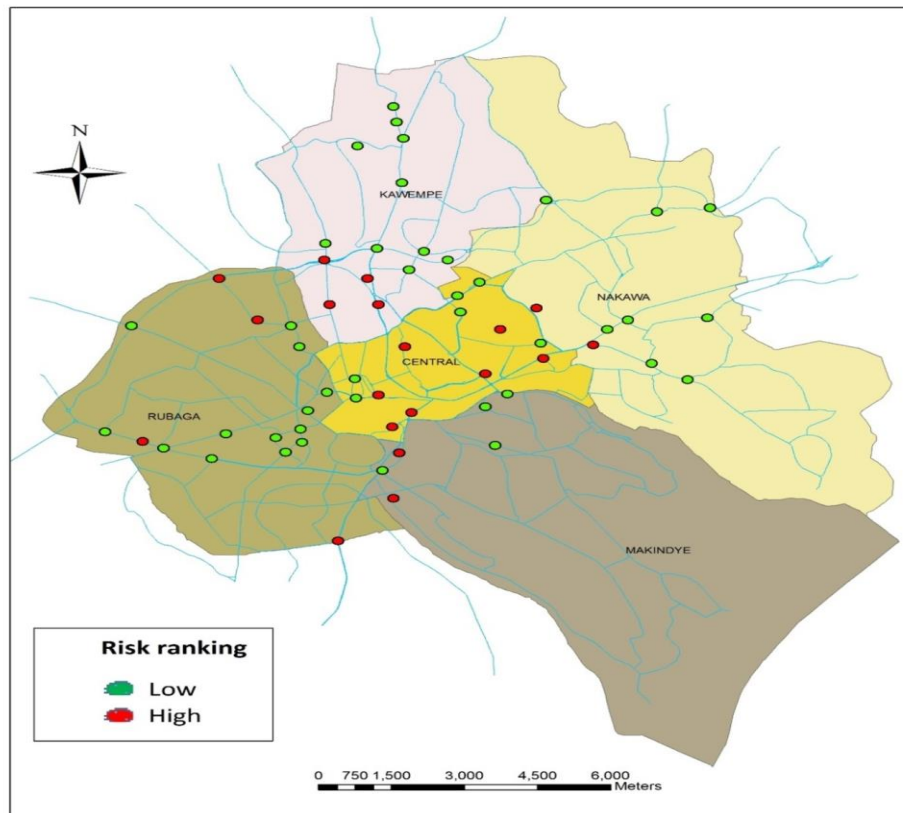 N
KAWEMPE
NAKAWA
CENTRAL
RUBAGA
MAKINDYE
Risk ranking
Low
High
0 750 1,500 3,000 4,500 6,000
Meters